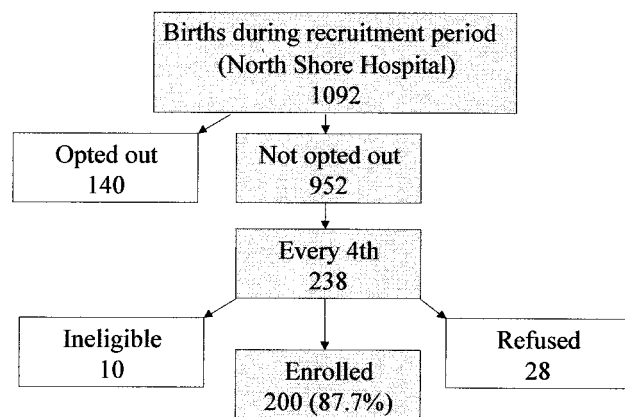 Births during recruitment period
(North Shore Hospital)
1092
Opted out
140
Not opted out
952
Every 4th
238
Ineligible
10
Enrolled
200 (87.7%)
Refused
28